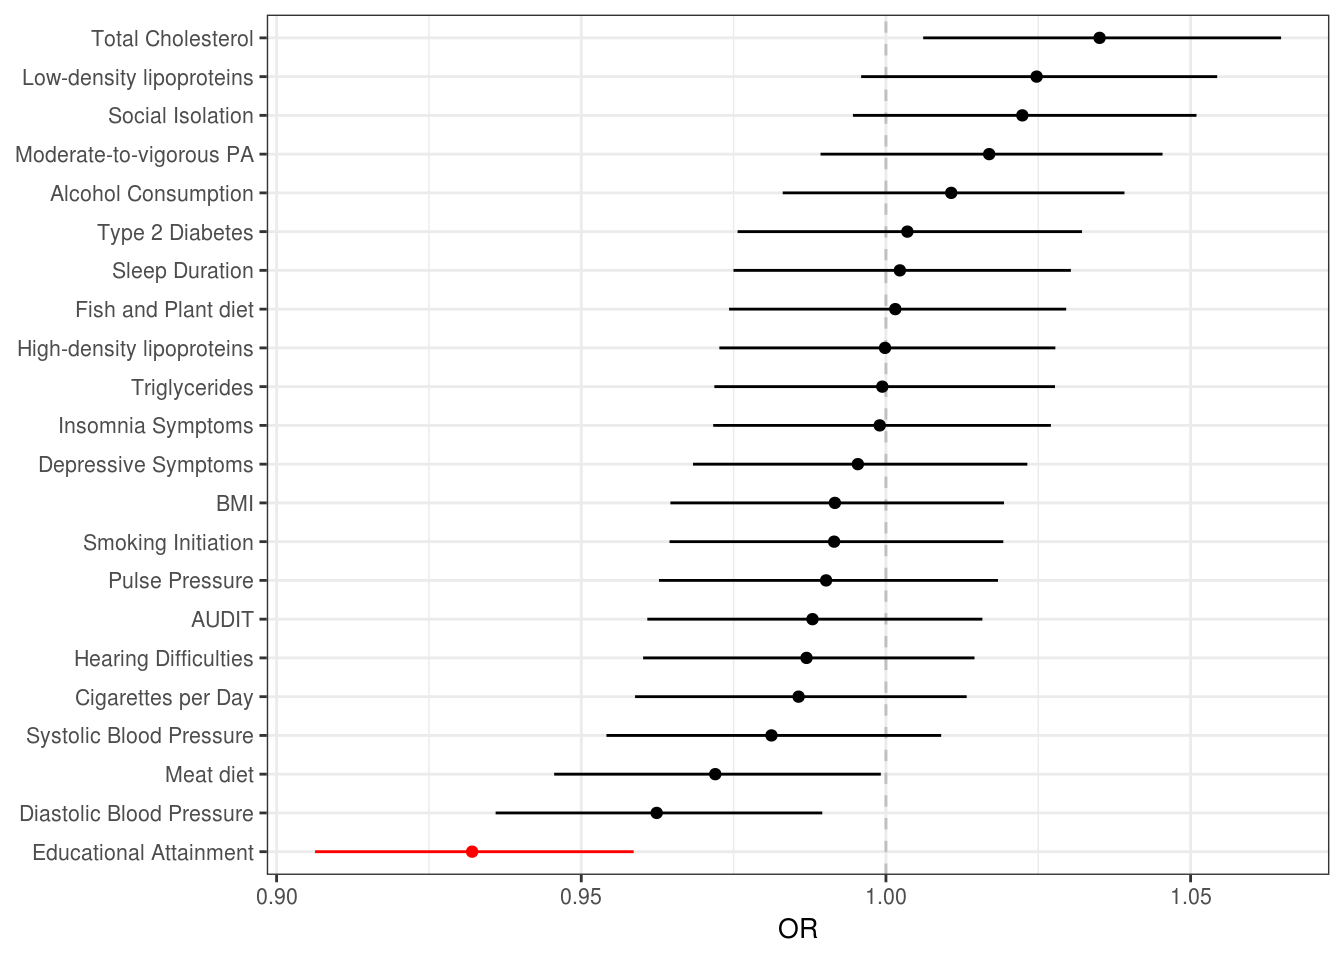 Total Cholesterol
Low-density lipoproteins
Social Isolation
Moderate-to-vigorous PA
Alcohol Consumption
Type 2 Diabetes
Sleep Duration
Fish and Plant diet
High-density lipoproteins
Triglycerides
Insomnia Symptoms
Depressive Symptoms
BMI
Smoking Initiation
Pulse Pressure
AUDIT
Hearing Difficulties
Cigarettes per Day
Systolic Blood Pressure
Meat diet
Diastolic Blood Pressure
Educational Attainment
0.90 0.95 1.00 1.05
OR